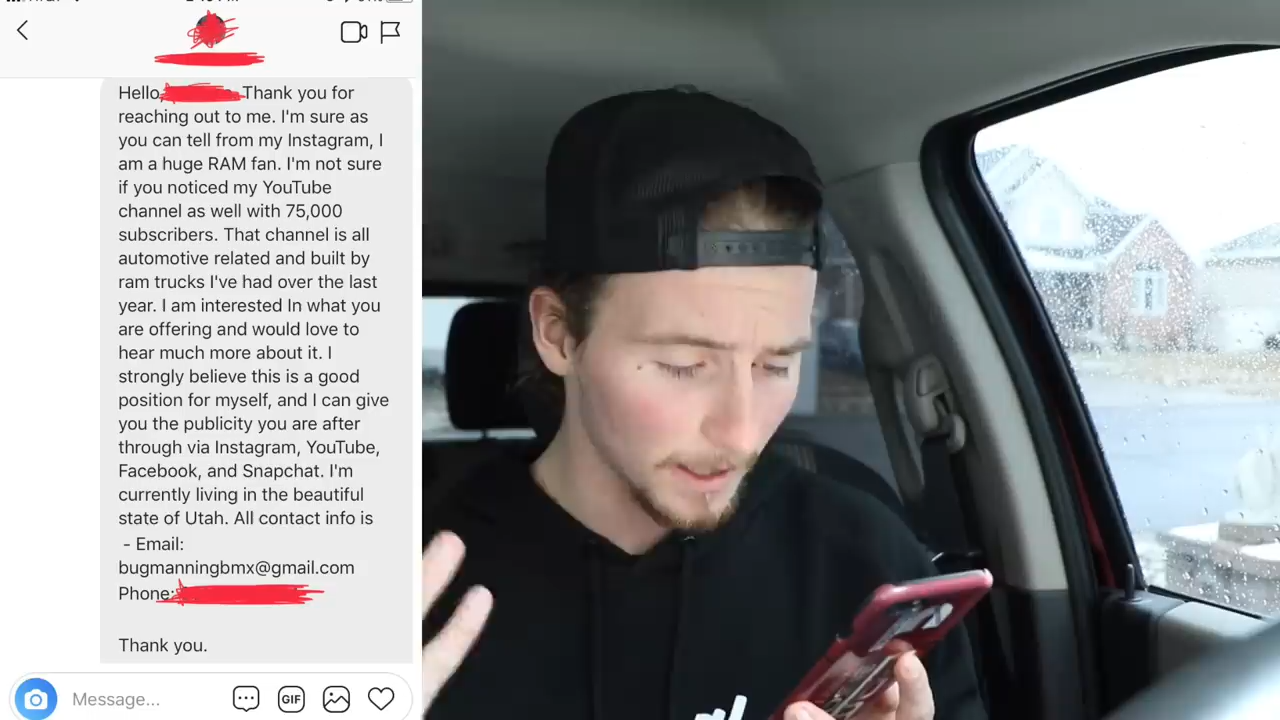 Hello, Thank you for
reaching out to me. I'm sure as
you can tell from my Instagram, I
am a huge RAM fan. I'm not sure
if you noticed my YouTube
channel as well with 75,000
subscribers. That channel is all
automotive related and built by
ram trucks I've had over the last
year. I am interested In what you
are offering and would love to
hear much more about it. I
strongly believe this is a good
position for myself, and I can give
you the publicity you are after
through via Instagram, YouTube,
Facebook, and Snapchat. I'm
currently living in the beautiful
state of Utah. All contact info is
- Email:
bugmanningbmx@gmail.com
Phone:
Thank you.
Message...
GIF